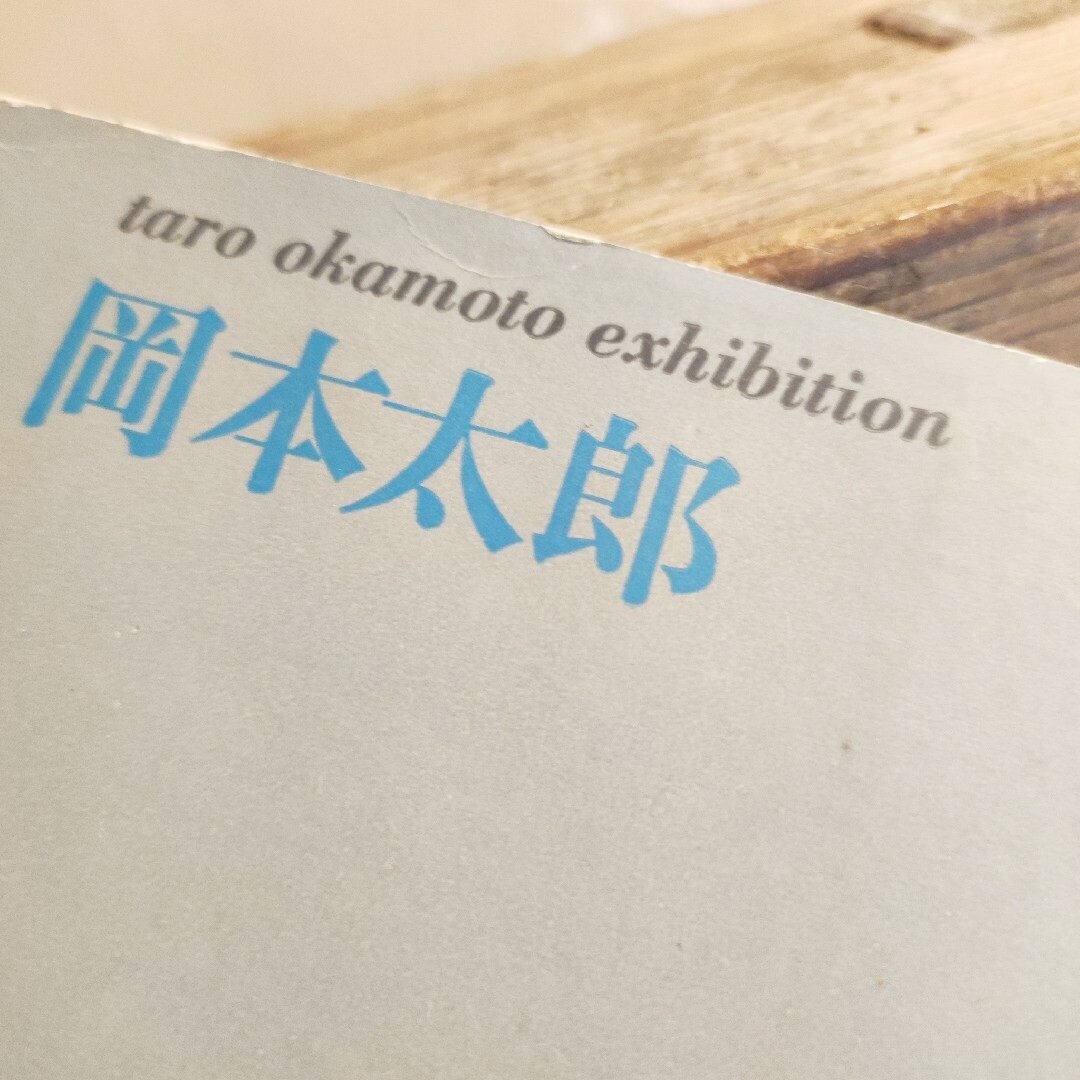 taro okamoto exhibition
岡本太郎